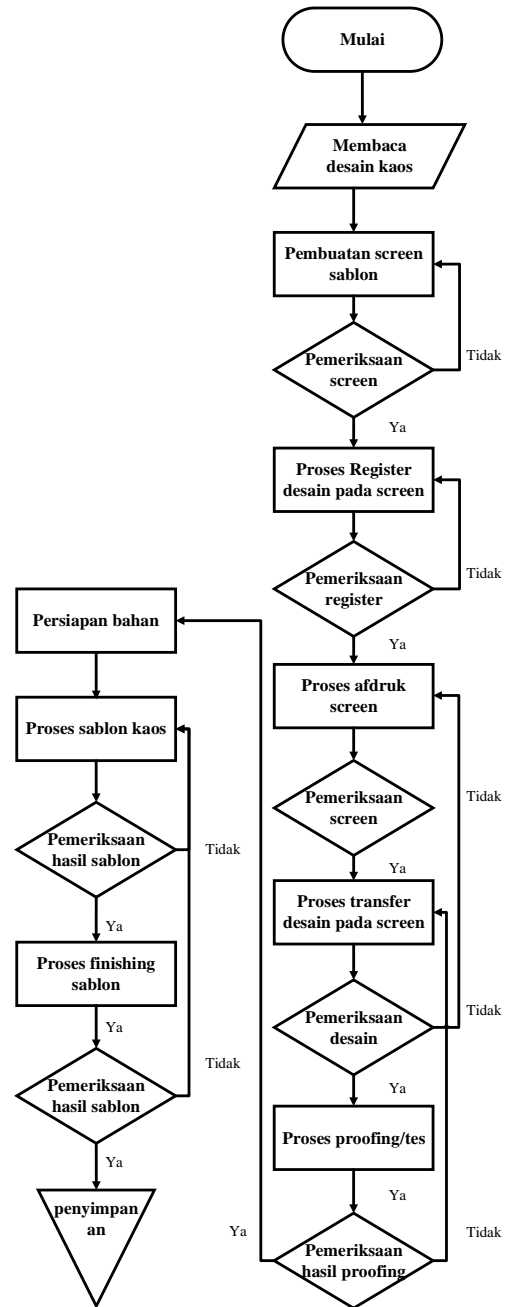 Mulai
Membaca
desain kaos
Pembuatan screen
sablon
Tidak
Pemeriksaan
screen
Ya
Proses Register
desain pada screen
Tidak
Pemeriksaan
register
Ya
Proses afdruk
screen
Tidak
Pemeriksaan
screen
Ya
Proses transfer
desain pada screen
Tidak
Pemeriksaan
desain
Ya
Proses proofing/tes
Ya
Tidak
Pemeriksaan
hasil proofing
Ya
Persiapan bahan
Proses sablon kaos
Pemeriksaan
hasil sablon
Tidak
Ya
Proses finishing
sablon
Ya
Tidak
Pemeriksaan
hasil sablon
Ya
penyimpan
an